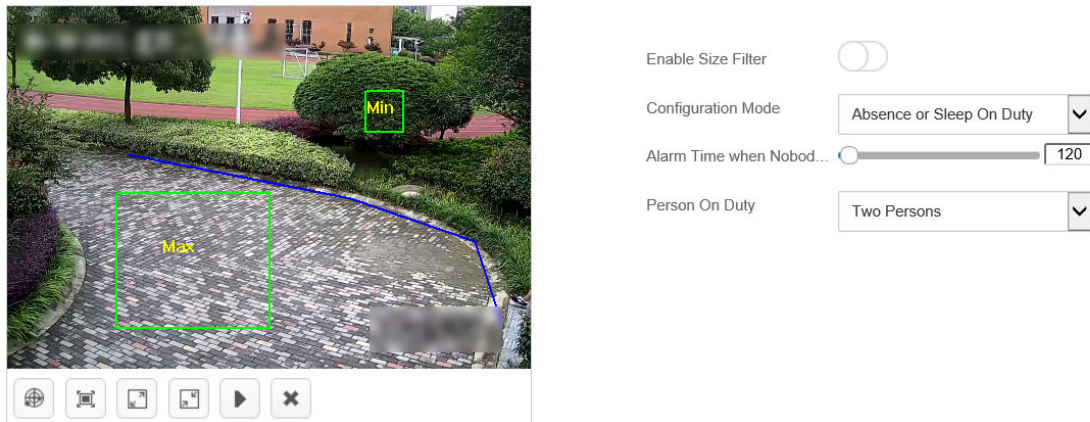 Min
Max
Enable Size Filter
Configuration Mode
Absence or Sleep On Duty
Alarm Time when Nobod...
120
Person On Duty
Two Persons